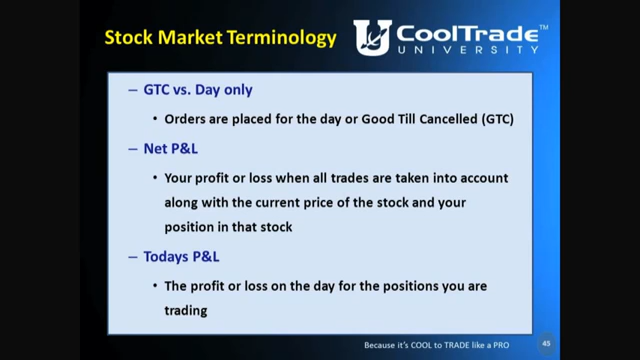 Stock Market Terminology
CoolTrade™
UNIVERSITY
– GTC vs. Day only
• Orders are placed for the day or Good Till Cancelled (GTC)
– Net P&L
• Your profit or loss when all trades are taken into account
along with the current price of the stock and your
position in that stock
– Todays P&L
• The profit or loss on the day for the positions you are
trading
Because it's COOL to TRADE like a PRO
45